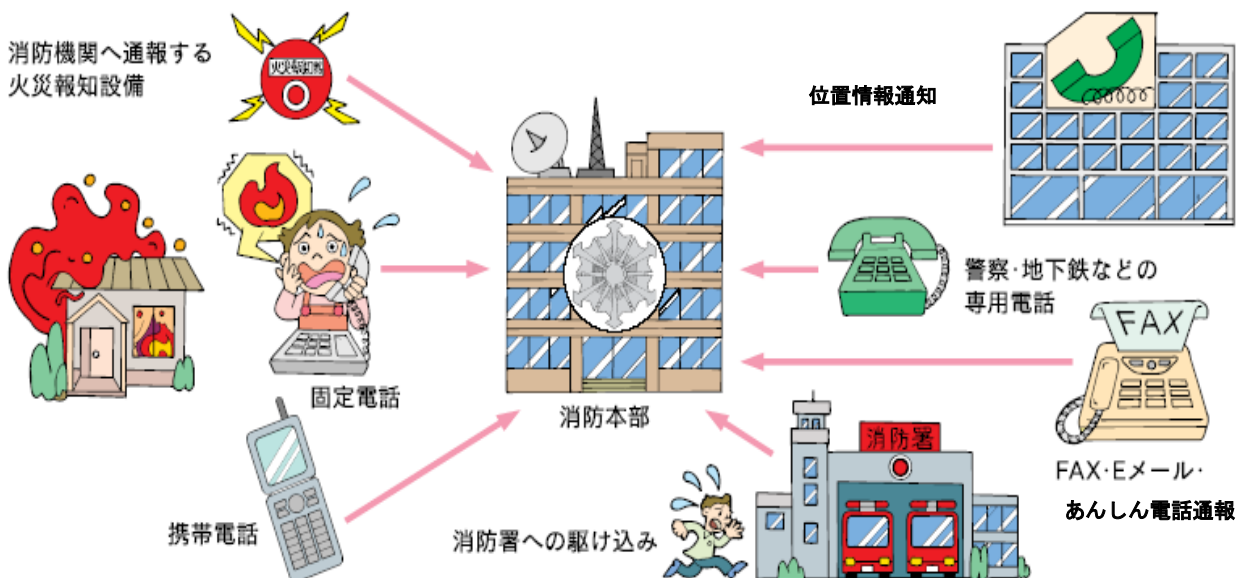 消防機関へ通報する
火災報知設備
火災報知機
位置情報通知
警察・地下鉄などの
専用電話
FAX
固定電話
消防本部
消防署
FAX・Eメール・
あんしん電話通報
携帯電話
消防署への駆け込み